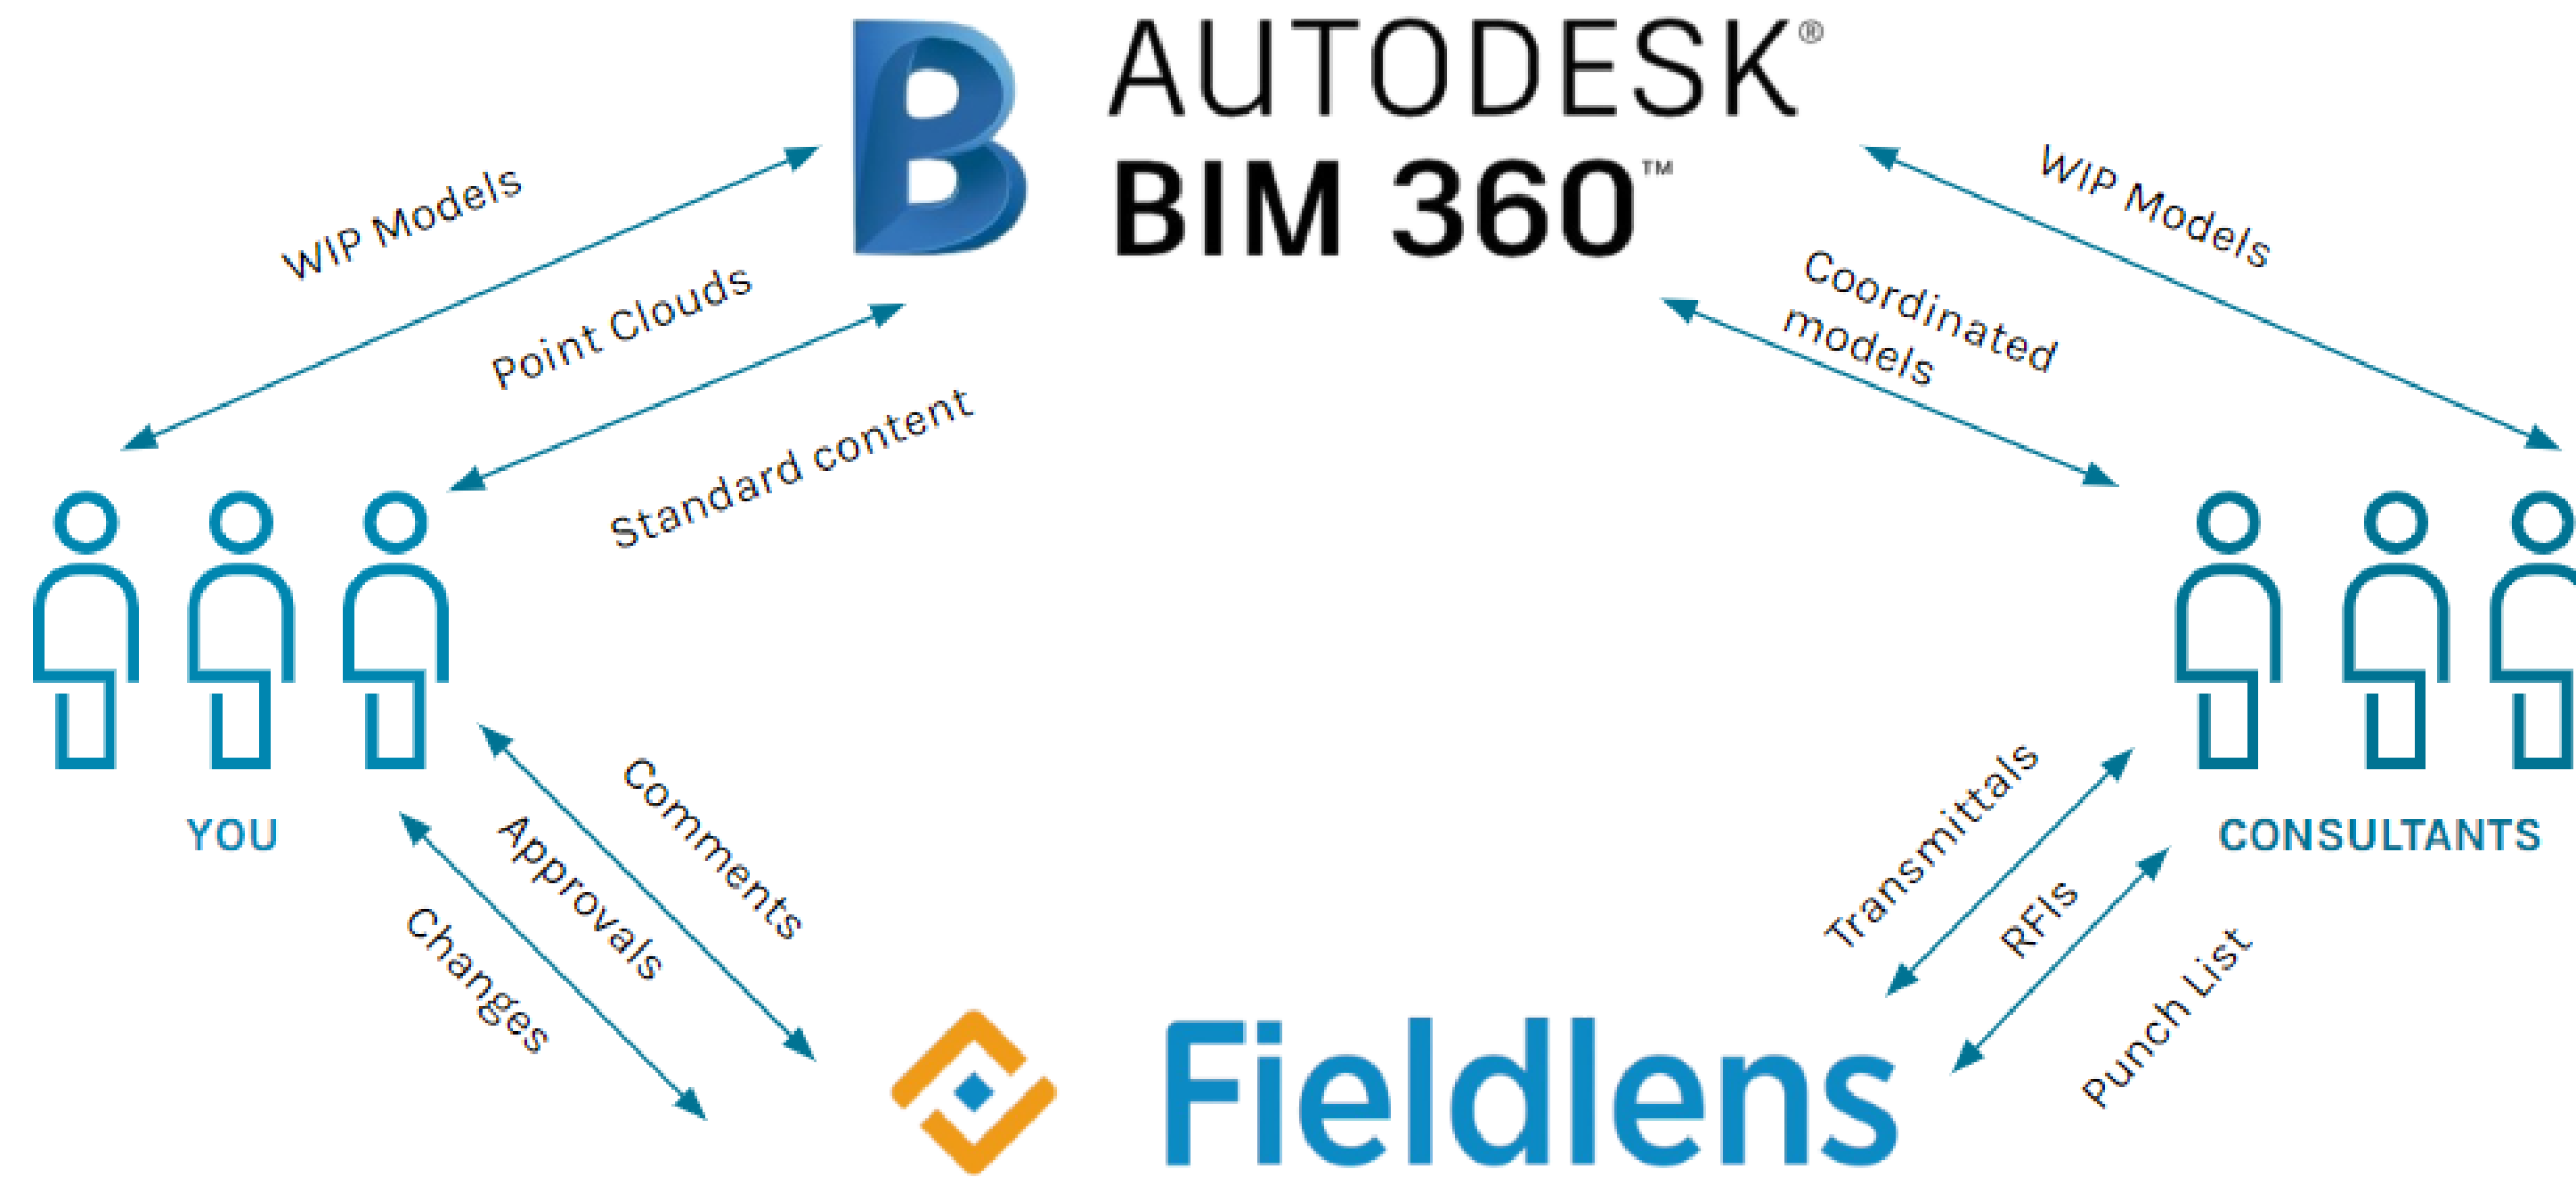 AUTODESK®
BIM 360™
WIP Models
Point Clouds
Standard content
WIP Models
Coordinated
models
YOU
CONSULTANTS
Comments
Approvals
Changes
Transmittals
RFIs
Punch List
Fieldlens